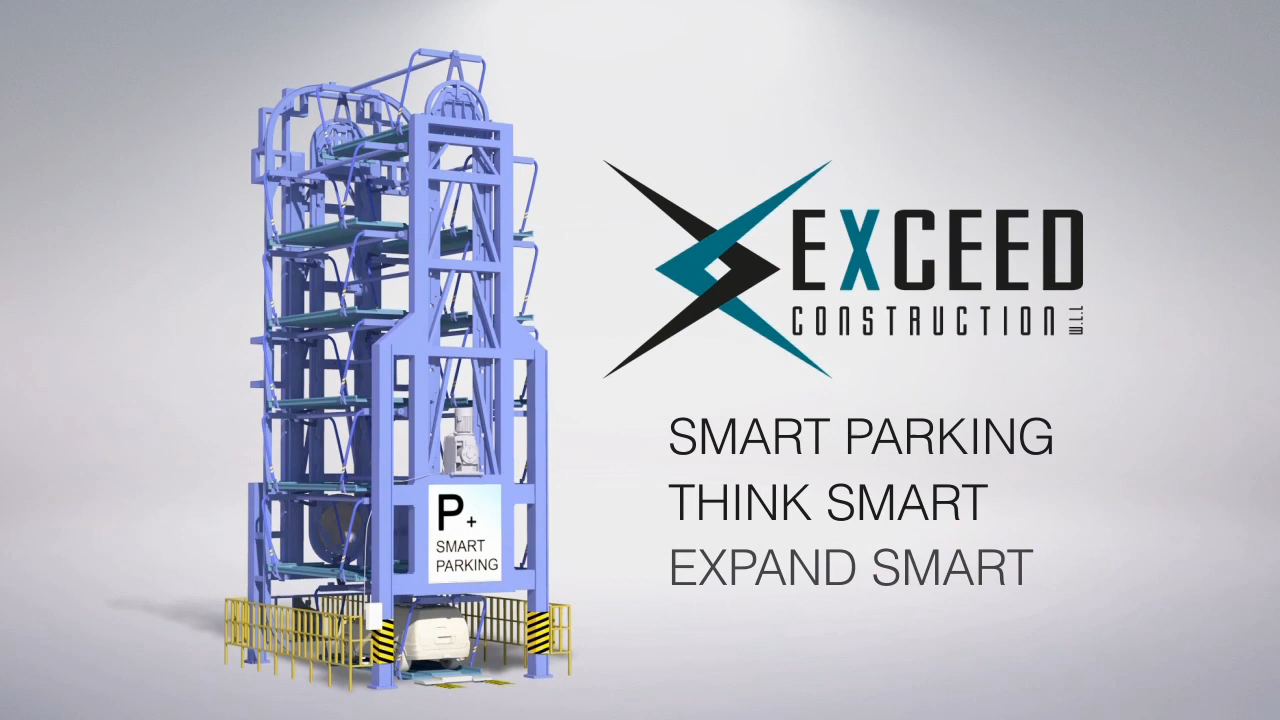 P+
SMART
PARKING
EXCEED
CONSTRUCTION W.L.L
SMART PARKING
THINK SMART
EXPAND SMART